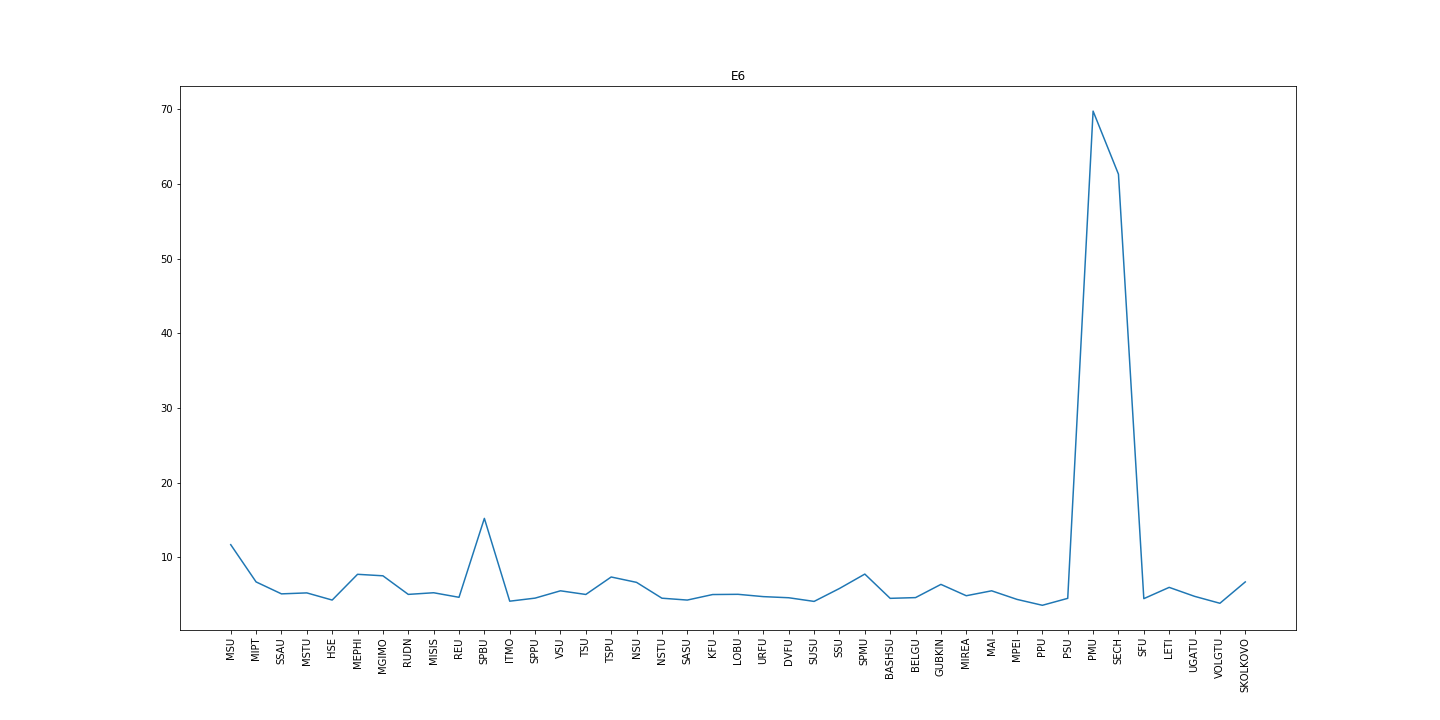 E6
70
60
50
40
30
20
10
MSU
MIPT
SSAU
MSTU
HSE
MEPHI
MGIMO
RUDN
MISIS
REU
SPBU
ITMO
SPPU
VSU
TSU
TSPU
NSU
NSTU
SASU
KFU
LOBU
URFU
DVFU
SUSU
SSU
SPMU
BASHSU
BELGU
GUBKIN
MIREA
MAI
MPEI
PPU
PSU
PMU
SECH
SFU
LETI
UGATU
VOLGTU
SKOLKOVO